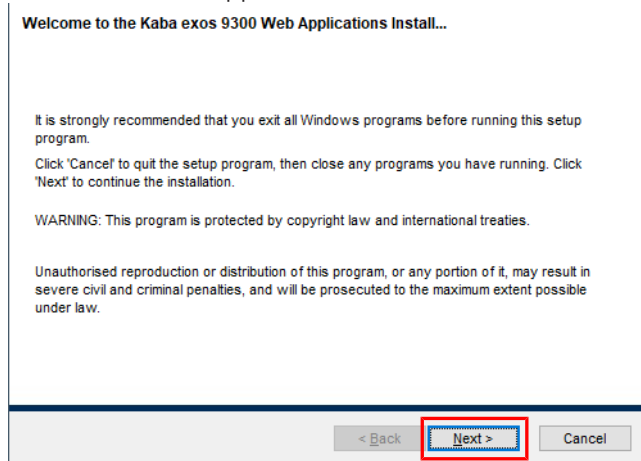 Welcome to the Kaba exos 9300 Web Applications Install...
It is strongly recommended that you exit all Windows programs before running this setup
program.
Click 'Cancel' to quit the setup program, then close any programs you have running. Click
'Next' to continue the installation.
WARNING: This program is protected by copyright law and international treaties.
Unauthorised reproduction or distribution of this program, or any portion of it, may result in
severe civil and criminal penalties, and will be prosecuted to the maximum extent possible
under law.
< Back Next > Cancel